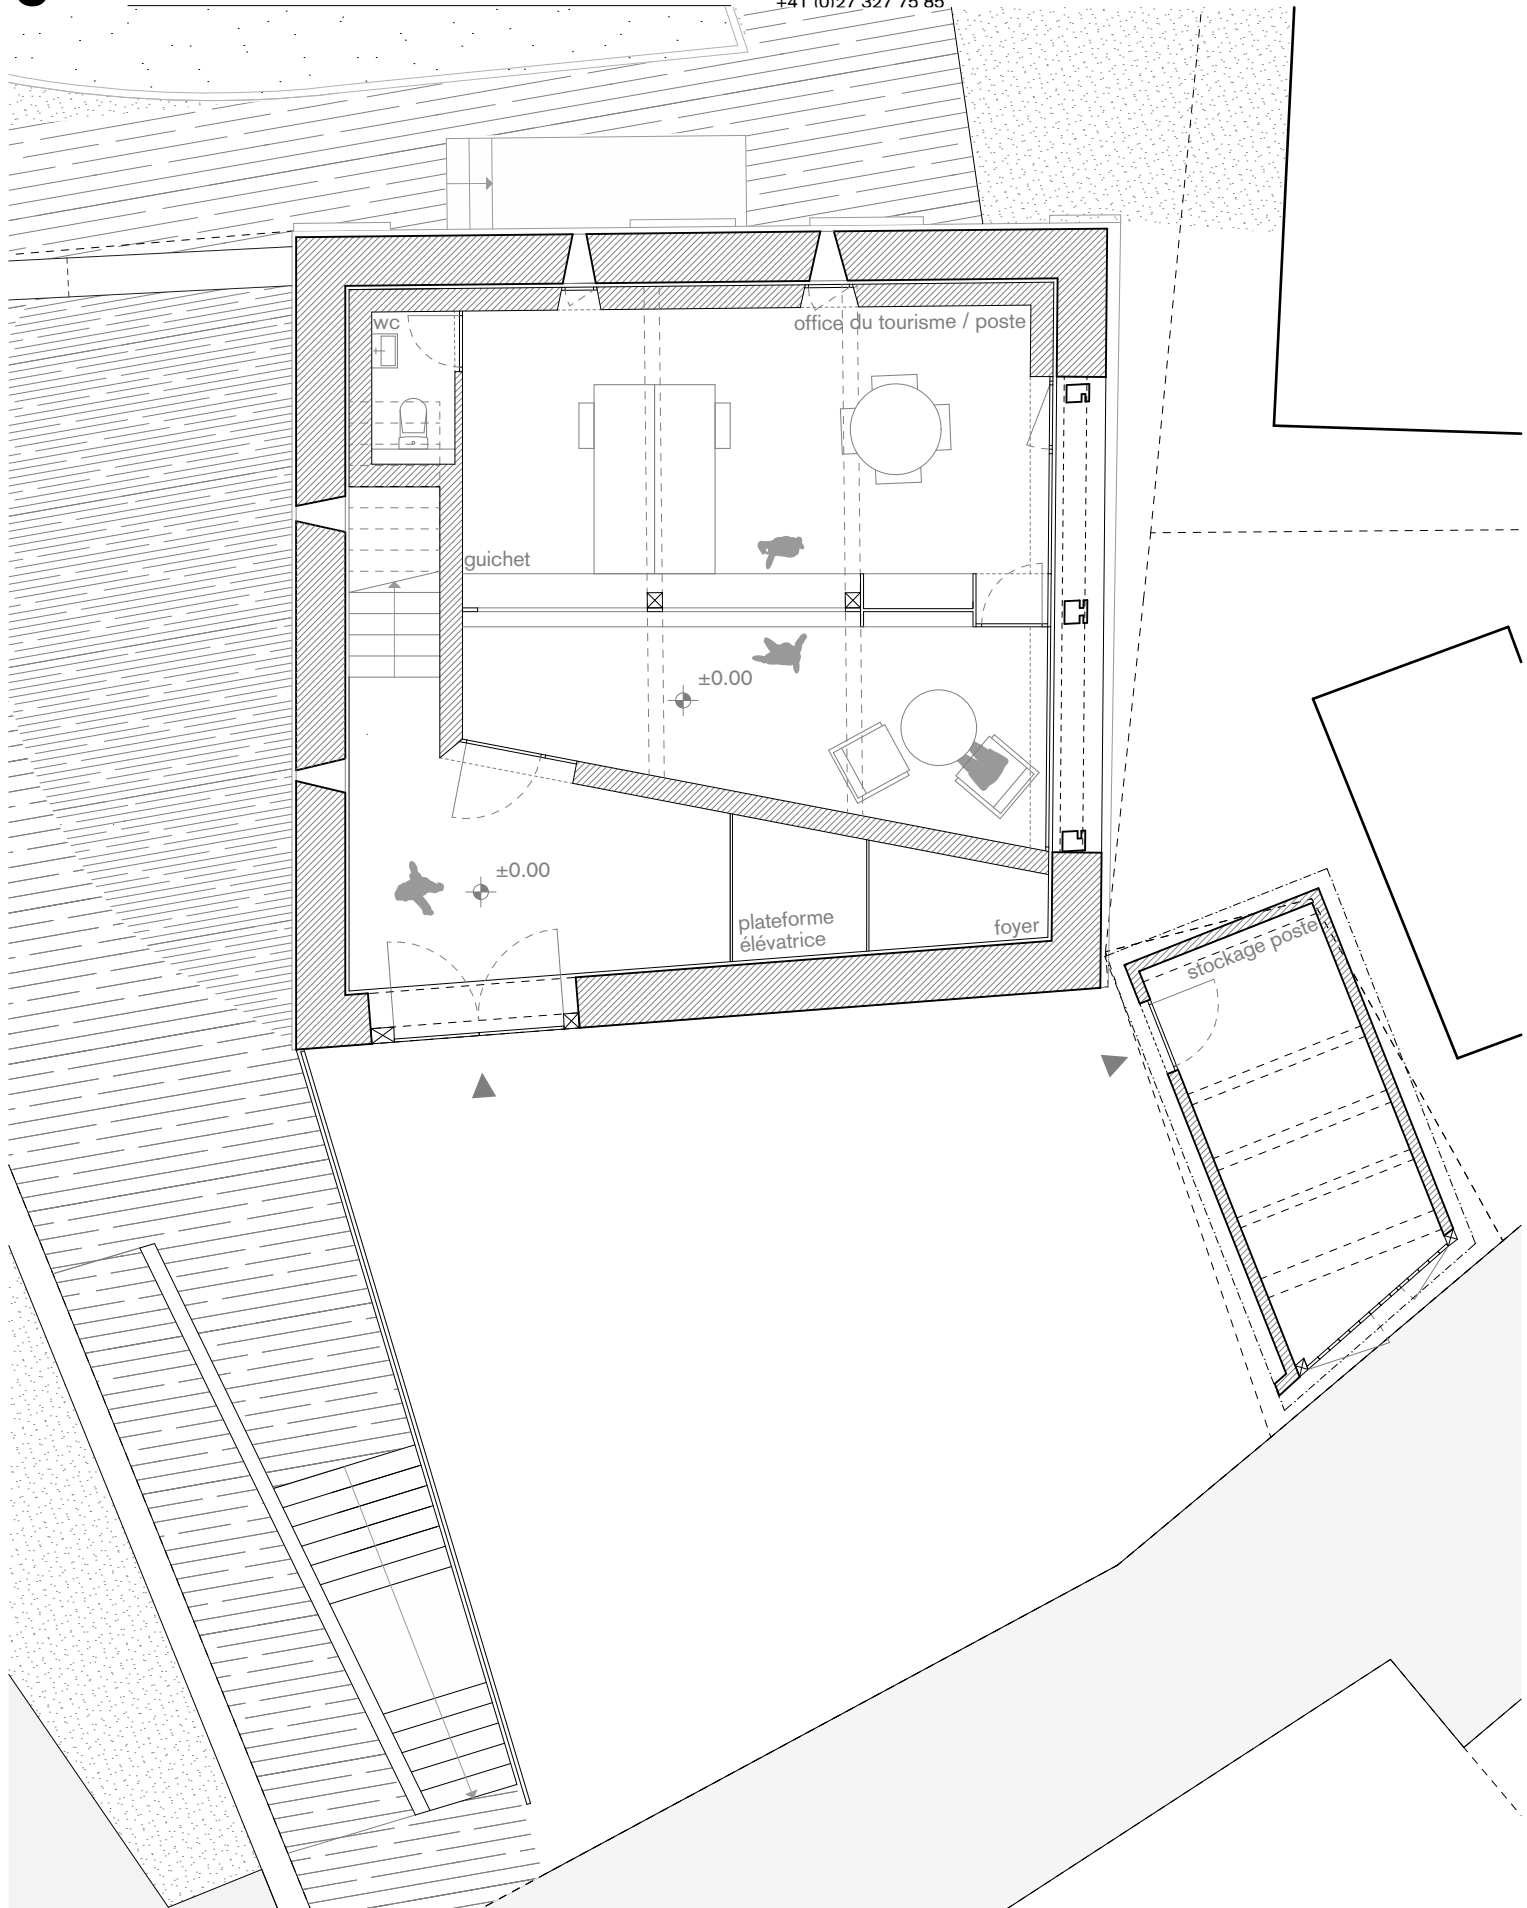 +41 (0)27 327 75 85
wc
office du tourisme / poste
guichet
±0.00
±0.00
plateforme
élévatrice
foyer
stockage poste